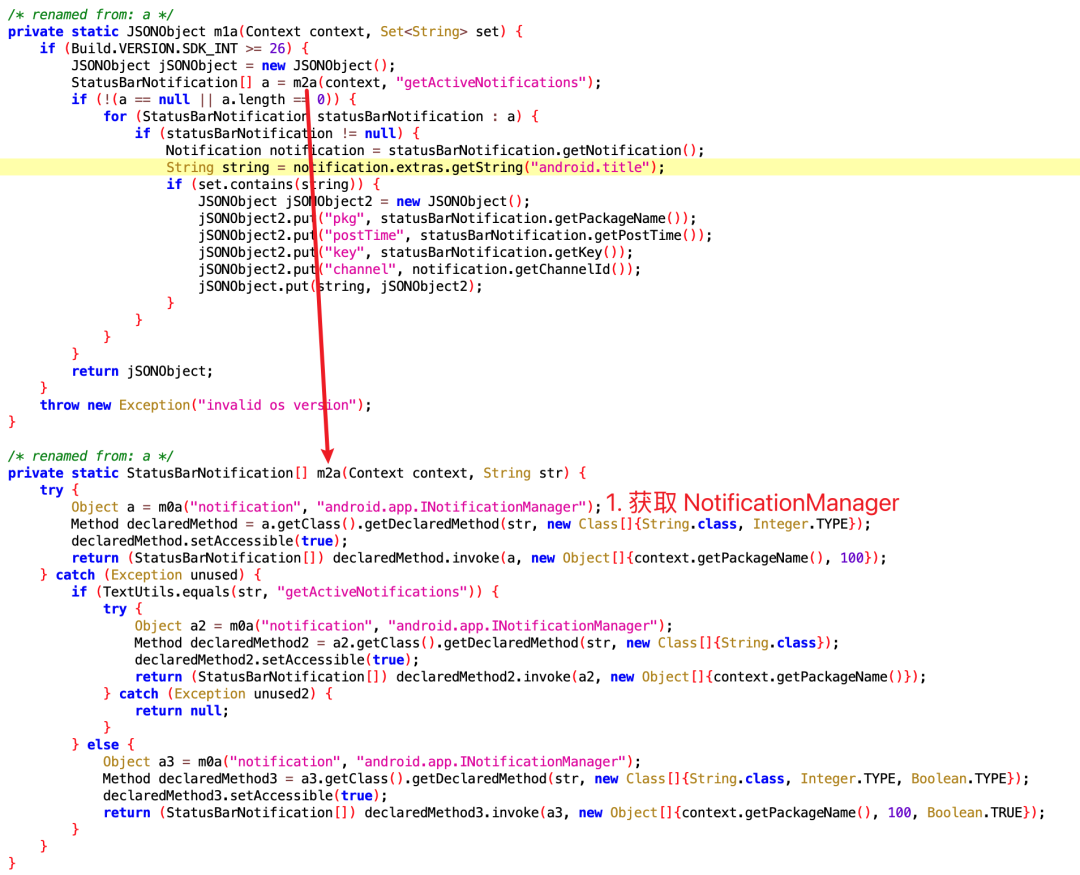 /* renamed from: a */
private static JSONObject m1a(Context context, Set<String> set) {
    if (Build.VERSION.SDK_INT >= 26) {
        JSONObject jSONObject = new JSONObject();
        StatusBarNotification[] a = m2a(context, "getActiveNotifications");
        if (!(a == null || a.length == 0)) {
            for (StatusBarNotification statusBarNotification : a) {
                if (statusBarNotification != null) {
                    Notification notification = statusBarNotification.getNotification();
                    String string = notification.extras.getString("android.title");
                    if (set.contains(string)) {
                        JSONObject jSONObject2 = new JSONObject();
                        jSONObject2.put("pkg", statusBarNotification.getPackageName());
                        jSONObject2.put("postTime", statusBarNotification.getPostTime());
                        jSONObject2.put("key", statusBarNotification.getKey());
                        jSONObject2.put("channel", notification.getChannelId());
                        jSONObject.put(string, jSONObject2);
                    }
                }
            }
        }
        return jSONObject;
    }
    throw new Exception("invalid os version");
}
/* renamed from: a */
private static StatusBarNotification[] m2a(Context context, String str) {
    try {
        Object a = m0a("notification", "android.app.INotificationManager"); 1. 获取 NotificationManager
        Method declaredMethod = a.getClass().getDeclaredMethod(str, new Class[]{String.class, Integer.TYPE});
        declaredMethod.setAccessible(true);
        return (StatusBarNotification[]) declaredMethod.invoke(a, new Object[]{context.getPackageName(), 100});
    } catch (Exception unused) {
        if (TextUtils.equals(str, "getActiveNotifications")) {
            try {
                Object a2 = m0a("notification", "android.app.INotificationManager");
                Method declaredMethod2 = a2.getClass().getDeclaredMethod(str, new Class[]{String.class});
                declaredMethod2.setAccessible(true);
                return (StatusBarNotification[]) declaredMethod2.invoke(a2, new Object[]{context.getPackageName()});
            } catch (Exception unused2) {
                return null;
            }
        } else {
            Object a3 = m0a("notification", "android.app.INotificationManager");
            Method declaredMethod3 = a3.getClass().getDeclaredMethod(str, new Class[]{String.class, Integer.TYPE, Boolean.TYPE});
            declaredMethod3.setAccessible(true);
            return (StatusBarNotification[]) declaredMethod3.invoke(a3, new Object[]{context.getPackageName(), 100, Boolean.TRUE});
        }
    }
}